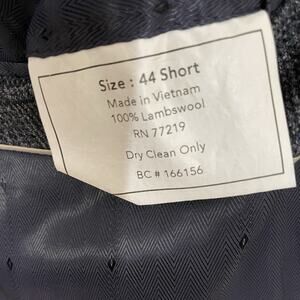 Size : 44 Short
Made in Vietnam
100% Lambswool
RN 77219
Dry Clean Only
BC # 166156